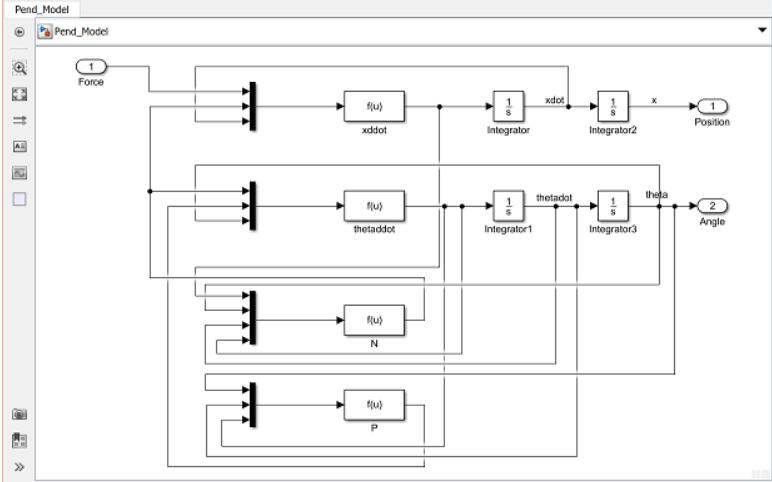 Pend_Model
Pend_Model
1
Force
f(u)
xddot
1
s
Integrator
xdot
1
s
Integrator2
x
1
Position
f(u)
thetaddot
1
s
Integrator1
thetadot
1
s
Integrator3
theta
2
Angle
f(u)
N
f(u)
P